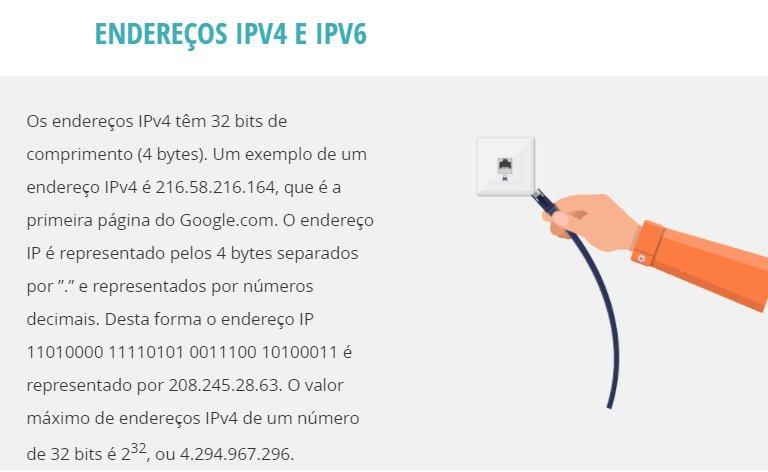 ENDEREÇOS IPV4 E IPV6
Os endereços IPv4 têm 32 bits de
comprimento (4 bytes). Um exemplo de um
endereço IPv4 é 216.58.216.164, que é a
primeira página do Google.com. O endereço
IP é representado pelos 4 bytes separados
por ”.” e representados por números
decimais. Desta forma o endereço IP
11010000 11110101 0011100 10100011 é
representado por 208.245.28.63. O valor
máximo de endereços IPv4 de um número
de 32 bits é 2³², ou 4.294.967.296.